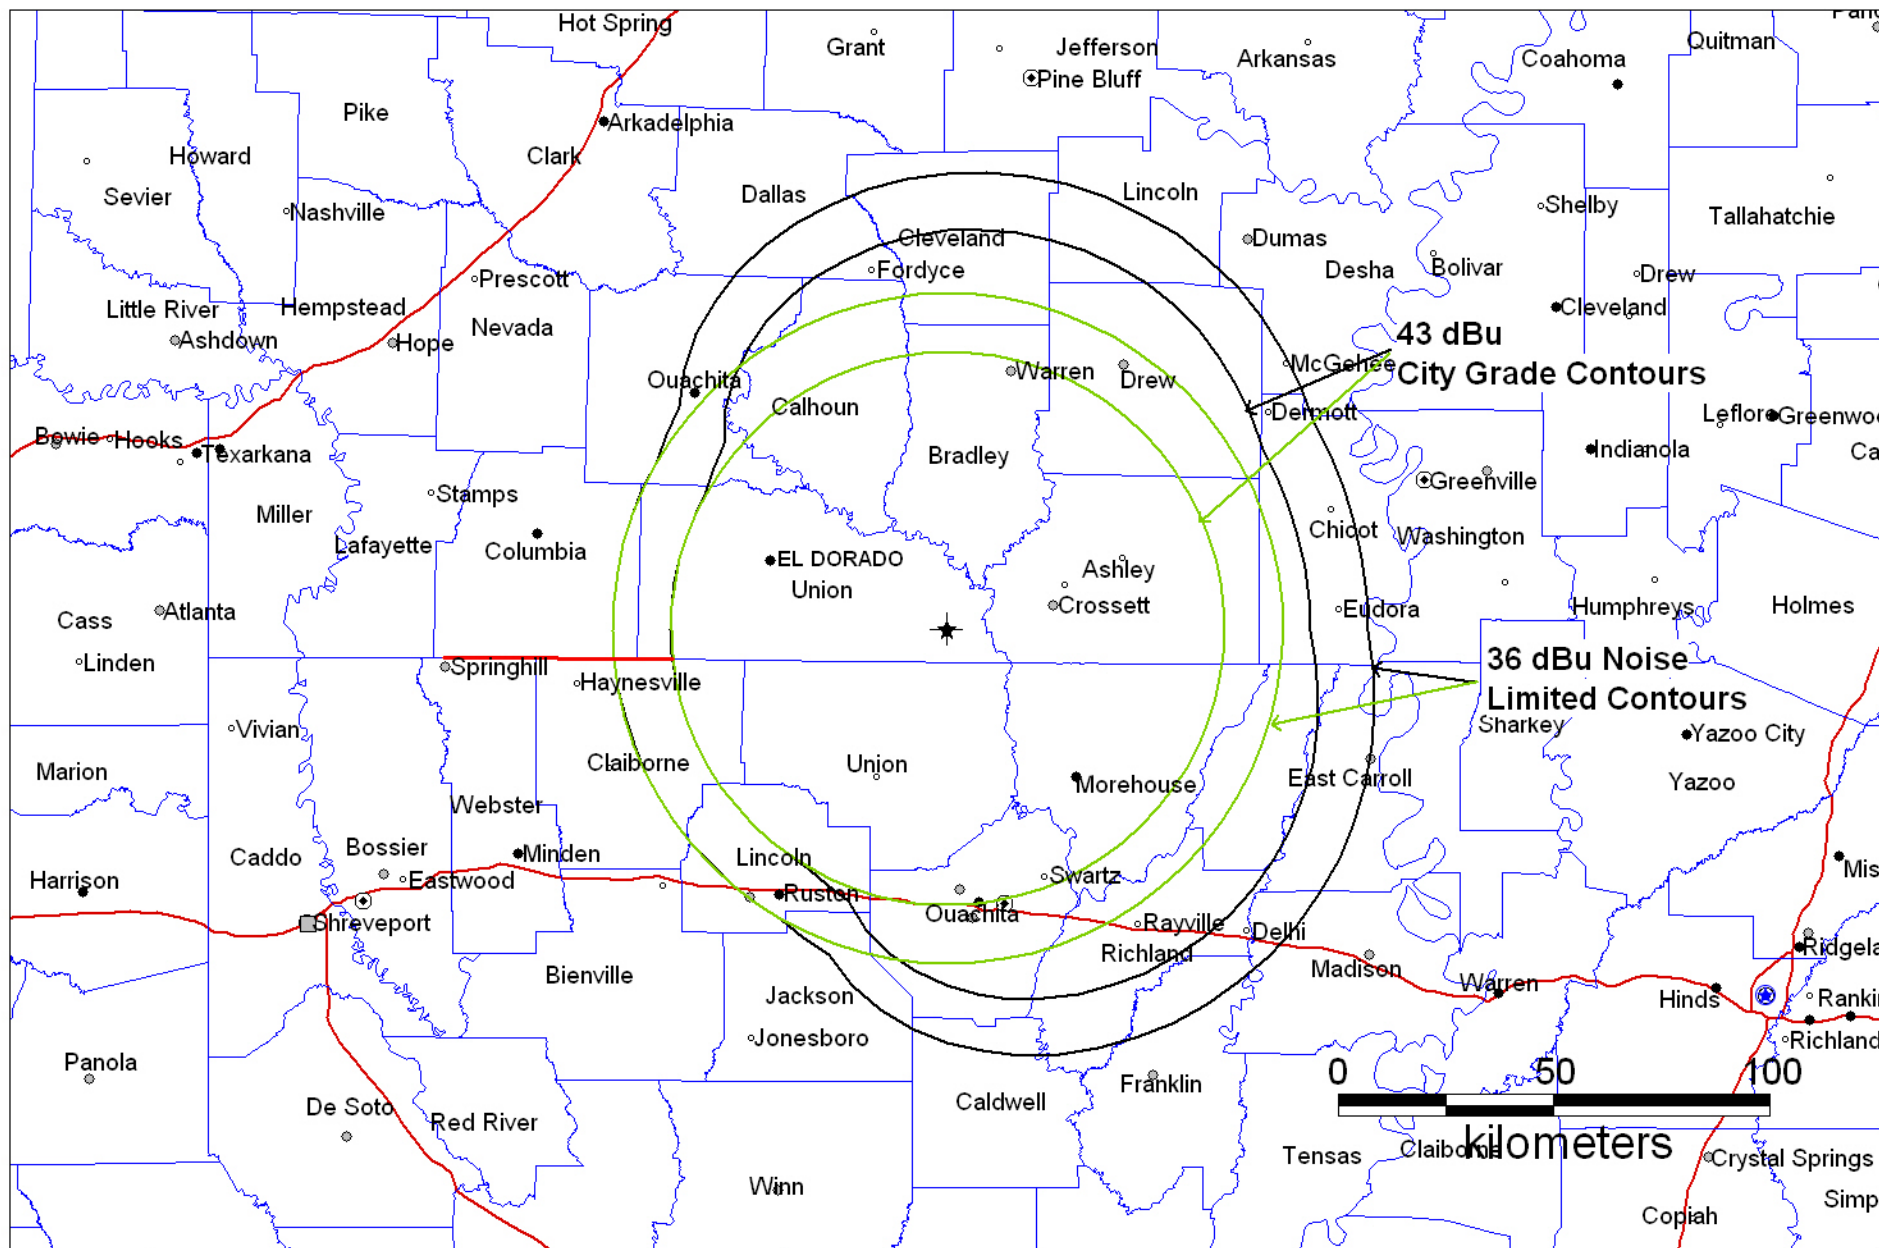 Hot Spring
Grant
Jefferson
Arkansas
Coahoma
Quitman
Pine Bluff
Pike
Arkadelphia
Howard
Clark
Sevier
Dallas
Lincoln
Nashville
Shelby
Tallahatchie
Cleveland
Dumas
Fordyce
Desha
Bolivar
Drew
Prescott
Little River
Hempstead
Cleveland
Ashdown
Nevada
Hope
43 dBu
City Grade Contours
McGehee
Warren
Drew
Ouachita
Calhoun
Dermott
Leflore
Greenwoo
Bowie
Hooks
Texarkana
Bradley
Indianola
Ca
Stamps
Greenville
Miller
Chicot
Washington
Lafayette
Columbia
EL DORADO
Union
Ashley
Crossett
Eudora
Humphreys
Holmes
Atlanta
Cass
Linden
Springhill
Haynesville
36 dBu Noise
Limited Contours
Vivian
Sharkey
Yazoo City
Marion
Claiborne
Union
Morehouse
East Carroll
Yazoo
Webster
Caddo
Bossier
Minden
Lincoln
Harrison
Eastwood
Ruston
Swartz
Mis
Shreveport
Ouachita
Rayville
Delhi
Richland
Madison
Ridgela
Bienville
Jackson
Warren
Hinds
Rankin
Jonesboro
Richland
Panola
Franklin
0 50 100
kilometers
De Soto
Red River
Caldwell
Tensas
Claiborne
Crystal Springs
Winn
Simp
Copiah